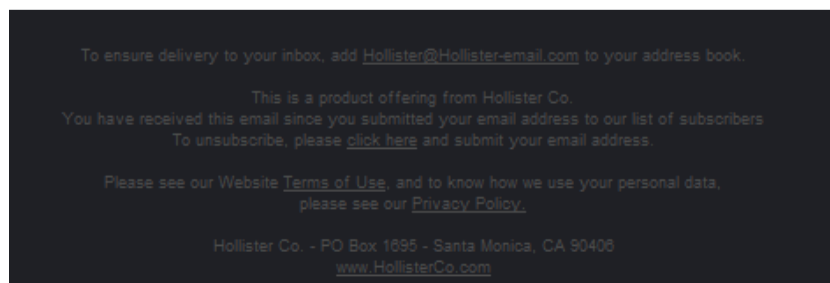 To ensure delivery to your inbox, add Hollister@Hollister-email.com to your address book.
This is a product offering from Hollister Co.
You have received this email since you submitted your email address to our list of subscribers
To unsubscribe, please click here and submit your email address.
Please see our Website Terms of Use, and to know how we use your personal data,
please see our Privacy Policy.
Hollister Co. - PO Box 1695 - Santa Monica, CA 90406
www.HollisterCo.com